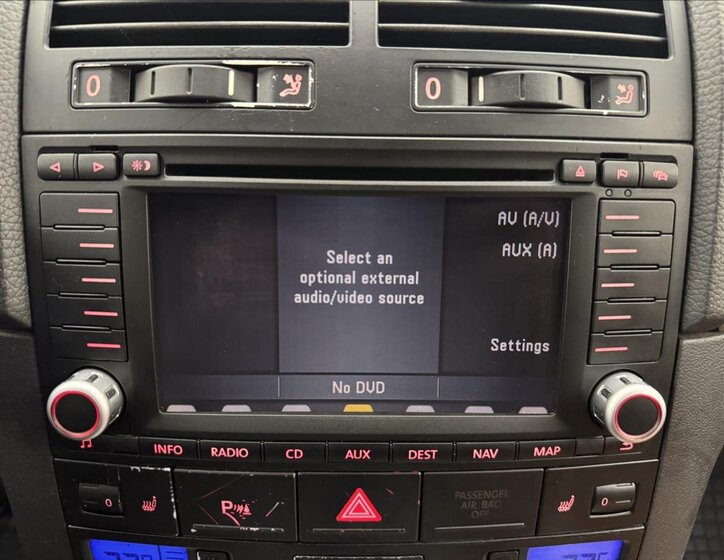 0
0
AV (A/V)
AUX (A)
Select an
optional external
audio/video source
Settings
No DVD
INFO RADIO CD AUX DEST NAV MAP
0
P
PASSENGER
AIR BAG
OFF
0